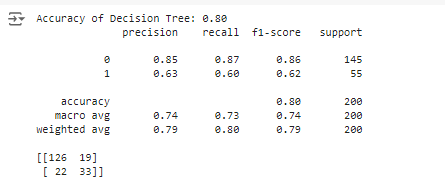 Accuracy of Decision Tree: 0.80
precision recall f1-score support
0 0.85 0.87 0.86 145
1 0.63 0.60 0.62 55
accuracy 0.80 200
macro avg 0.74 0.73 0.74 200
weighted avg 0.79 0.80 0.79 200
[[126 19]
[ 22 33]]